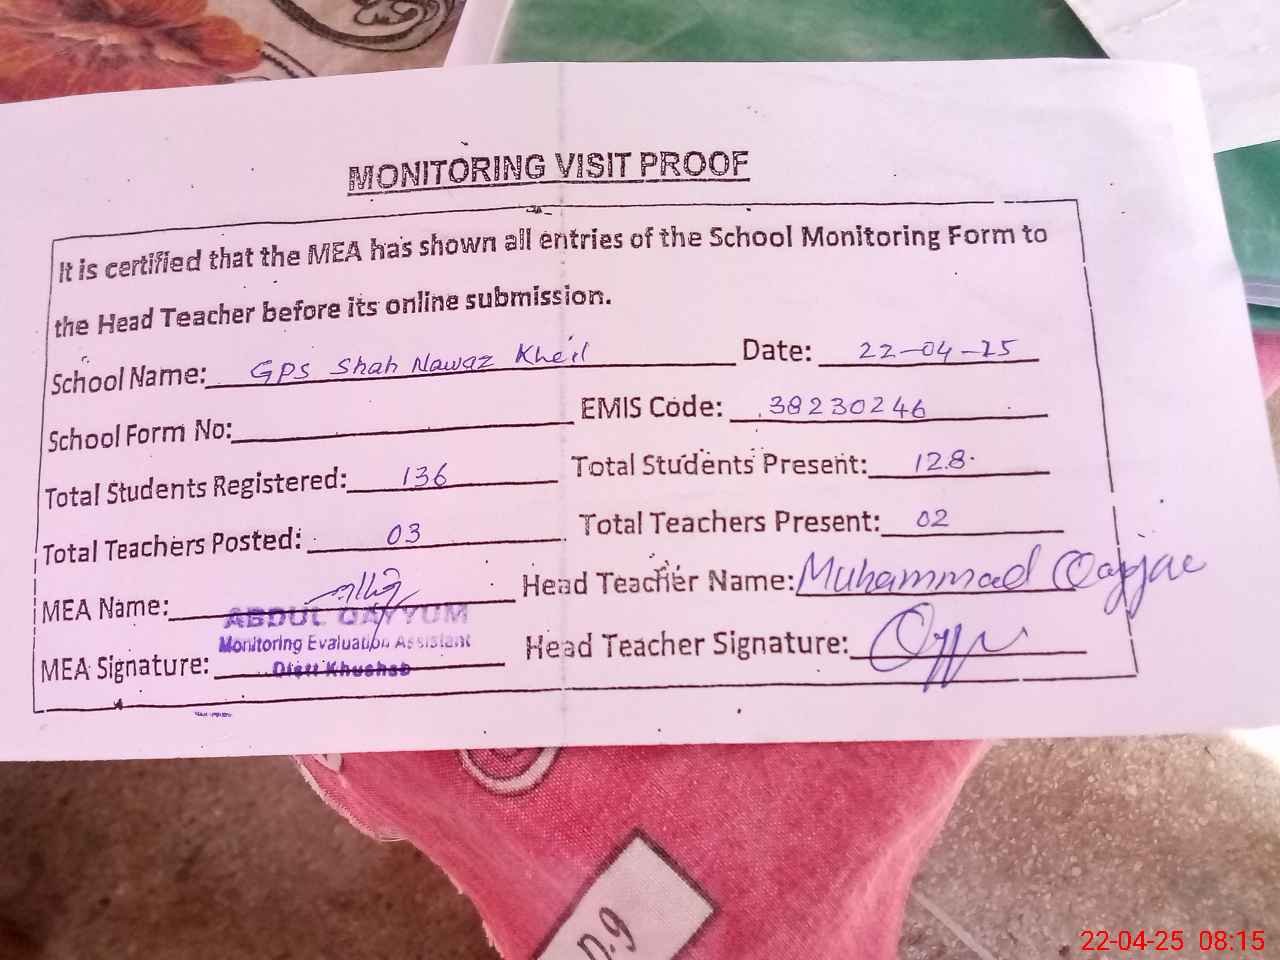 MONITORING VISIT PROOF
It is certified that the MEA has shown all entries of the School Monitoring Form to
the Head Teacher before its online submission.
School Name: GPS Shah Nawaz Kheil Date: 22-04-25
School Form No: EMIS Code: 38230246
Total Students Registered: 136 Total Students Present: 128
Total Teachers Posted: 03 Total Teachers Present: 02
MEA Name: Head Teacher Name: Muhammad
ABDUL QAYYUM
Monitoring Evaluation Assistant
MEA Signature: Head Teacher Signature:
Distt Khushab
D.9
22-04-25 08:15